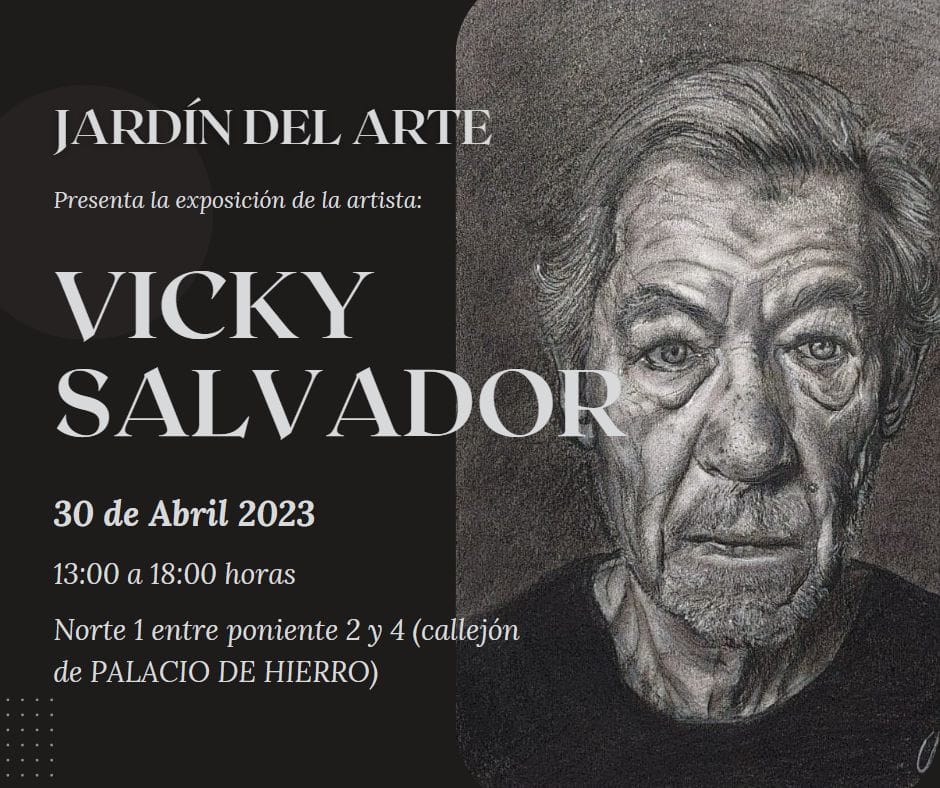 JARDÍN DEL ARTE
Presenta la exposición de la artista:
VICKY
SALVADOR
30 de Abril 2023
13:00 a 18:00 horas
Norte 1 entre poniente 2 y 4 (callejón
de PALACIO DE HIERRO)